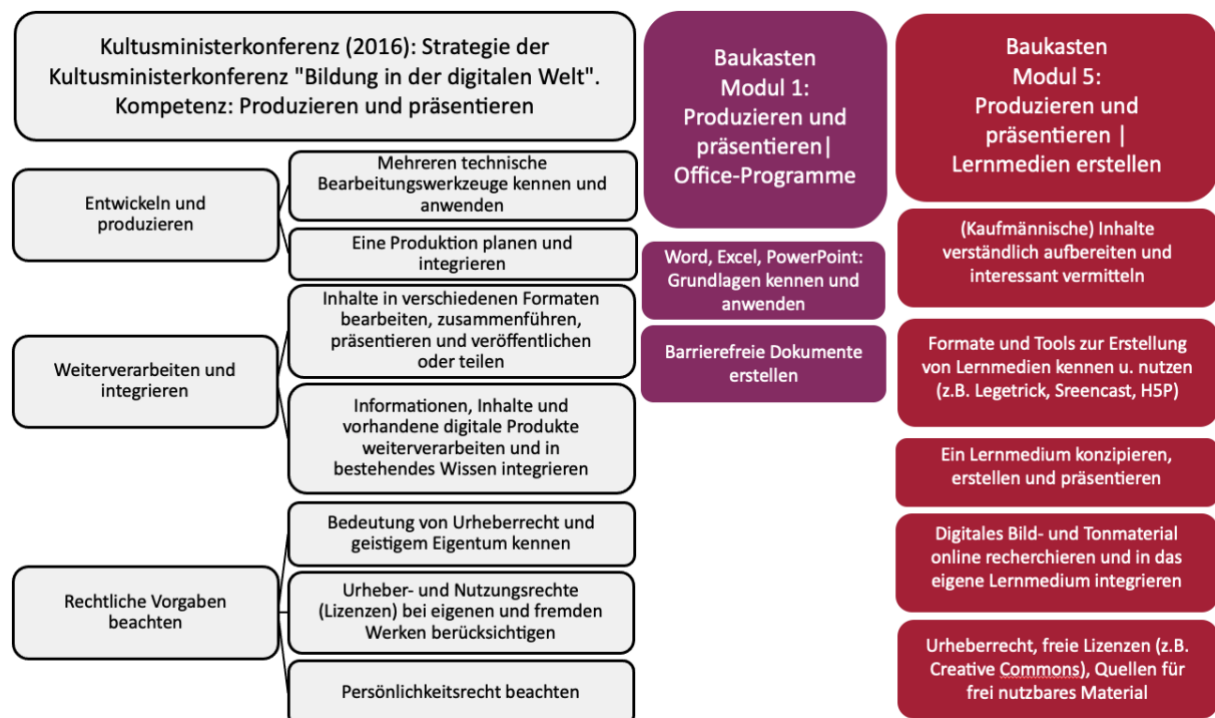 Kultusministerkonferenz (2016): Strategie der
Kultusministerkonferenz "Bildung in der digitalen Welt".
Kompetenz: Produzieren und präsentieren
Entwickeln und
produzieren
Mehreren technische
Bearbeitungswerkzeuge kennen und
anwenden
Eine Produktion planen und
integrieren
Weiterverarbeiten und
integrieren
Inhalte in verschiedenen Formaten
bearbeiten, zusammenführen,
präsentieren und veröffentlichen
oder teilen
Informationen, Inhalte und
vorhandene digitale Produkte
weiterverarbeiten und in
bestehendes Wissen integrieren
Rechtliche Vorgaben
beachten
Bedeutung von Urheberrecht und
geistigem Eigentum kennen
Urheber- und Nutzungsrechte
(Lizenzen) bei eigenen und fremden
Werken berücksichtigen
Persönlichkeitsrecht beachten
Baukasten
Modul 1:
Produzieren und
präsentieren|
Office-Programme
Word, Excel, PowerPoint:
Grundlagen kennen und
anwenden
Barrierefreie Dokumente
erstellen
Baukasten
Modul 5:
Produzieren und
präsentieren |
Lernmedien erstellen
(Kaufmännische) Inhalte
verständlich aufbereiten und
interessant vermitteln
Formate und Tools zur Erstellung
von Lernmedien kennen u. nutzen
(z.B. Legetrick, Sreencast, H5P)
Ein Lernmedium konzipieren,
erstellen und präsentieren
Digitales Bild- und Tonmaterial
online recherchieren und in das
eigene Lernmedium integrieren
Urheberrecht, freie Lizenzen (z.B.
Creative Commons), Quellen für
frei nutzbares Material